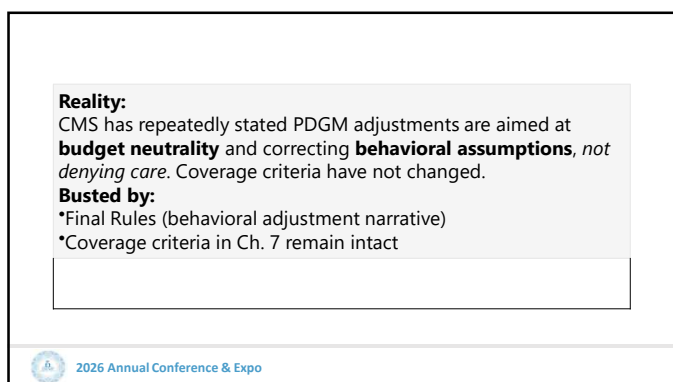 Reality:
CMS has repeatedly stated PDGM adjustments are aimed at
budget neutrality and correcting behavioral assumptions, not
denying care. Coverage criteria have not changed.
Busted by:
•Final Rules (behavioral adjustment narrative)
•Coverage criteria in Ch. 7 remain intact
2026 Annual Conference & Expo